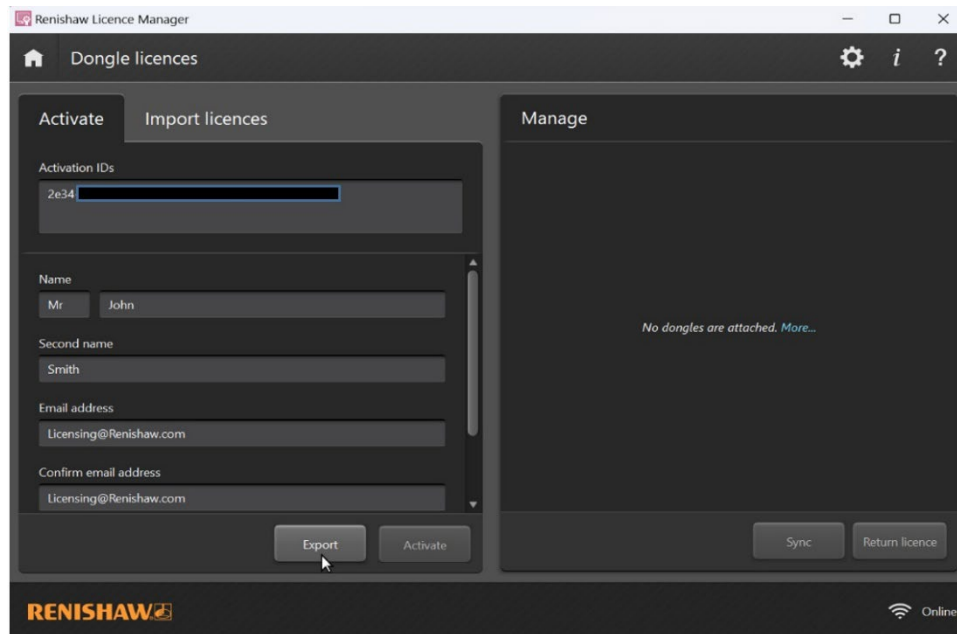 Renishaw Licence Manager
Dongle licences
i ?
Activate Import licences
Activation IDs
2e34
Name
Mr John
Second name
Smith
Email address
Licensing@Renishaw.com
Confirm email address
Licensing@Renishaw.com
Export Activate
Manage
No dongles are attached. More...
Sync Return licence
RENISHAW
Online